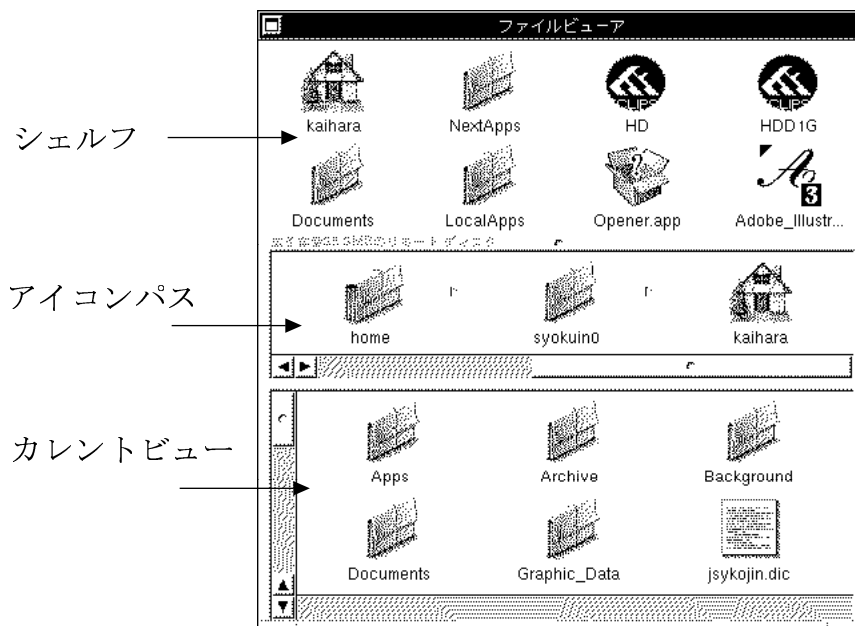 ファイルビューア
シェルフ
kaihara NextApps HD HDD1G
Documents LocalApps Opener.app Adobe_Illustr...
アイコンパス
home syokuin0 kaihara
カレントビュー
Apps Archive Background
Documents Graphic_Data jsykojin.dic